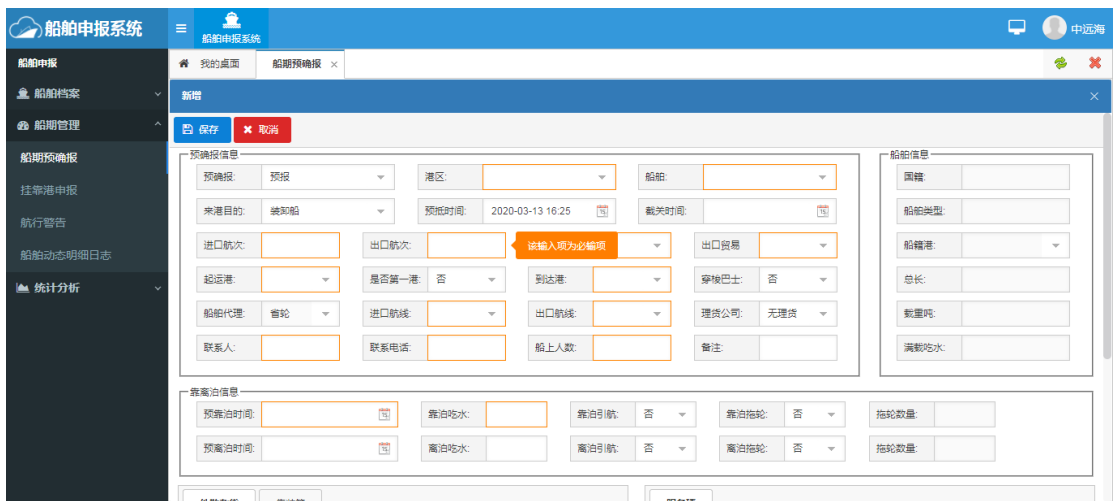 船舶申报系统
船舶申报系统
中远海
船舶申报
我的桌面 船期预确报
船舶档案
新增
船期管理
保存 取消
船期预确报
挂靠港申报
航行警告
船舶动态明细日志
统计分析
预确报信息
预确报: 预报 港区: 船舶:
来港目的: 装卸船 预抵时间: 2020-03-13 16:25 截关时间:
进口航次: 出口航次: 该输入项为必输项 出口贸易
起运港: 是否第一港: 否 到达港: 穿梭巴士: 否
船舶代理: 省轮 进口航线: 出口航线: 理货公司: 无理货
联系人: 联系电话: 船上人数: 备注:
船舶信息
国籍:
船舶类型:
船籍港:
总长:
载重吨:
满载吃水:
靠离泊信息
预靠泊时间: 靠泊吃水: 靠泊引航: 否 靠泊拖轮: 否 拖轮数量:
预离泊时间: 离泊吃水: 离泊引航: 否 离泊拖轮: 否 拖轮数量: